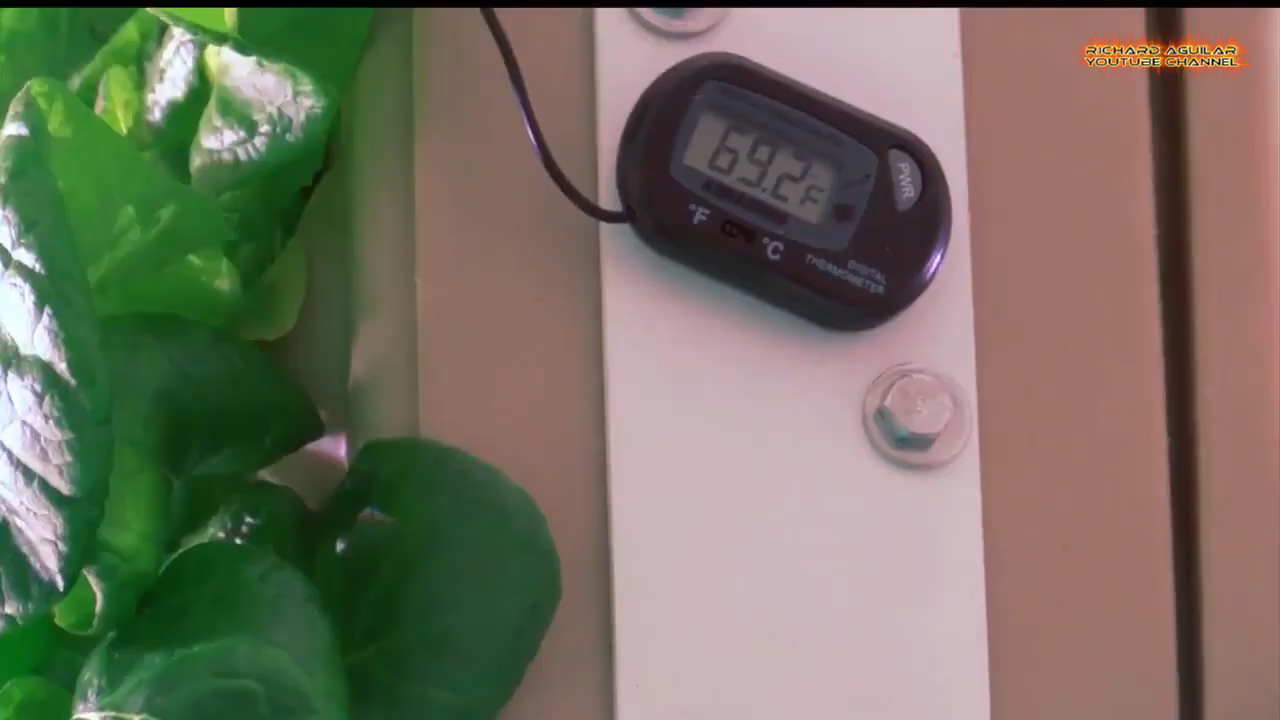 RICHARD AGUILAR
YOUTUBE CHANNEL
69.2F
PWR
°F
°C
DIGITAL
THERMOMETER